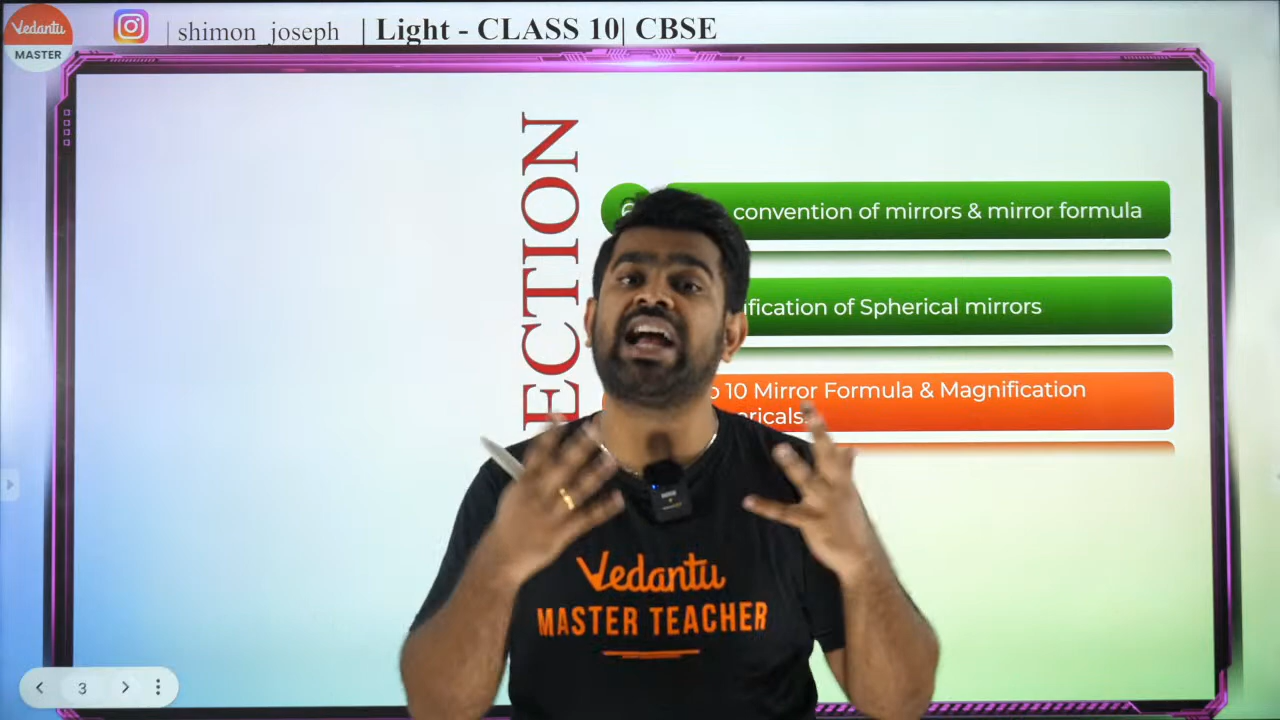 Vedantu
MASTER
| shimon_joseph | Light - CLASS 10| CBSE
convention of mirrors & mirror formula
ification of Spherical mirrors
10 Mirror Formula & Magnification
ericals.
ECTION
Vedantu
MASTER TEACHER
3